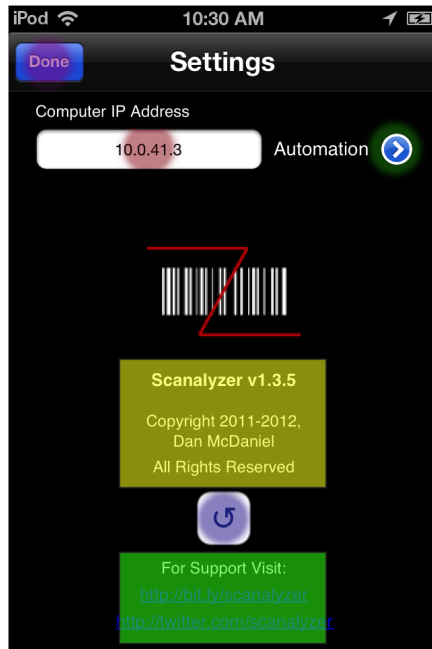 iPod 10:30 AM
Done Settings
Computer IP Address
10.0.41.3 Automation
Scanalyzer v1.3.5
Copyright 2011-2012,
Dan McDaniel
All Rights Reserved
For Support Visit:
http://bit.ly/scanalyzer
http://twitter.com/scanalyzer